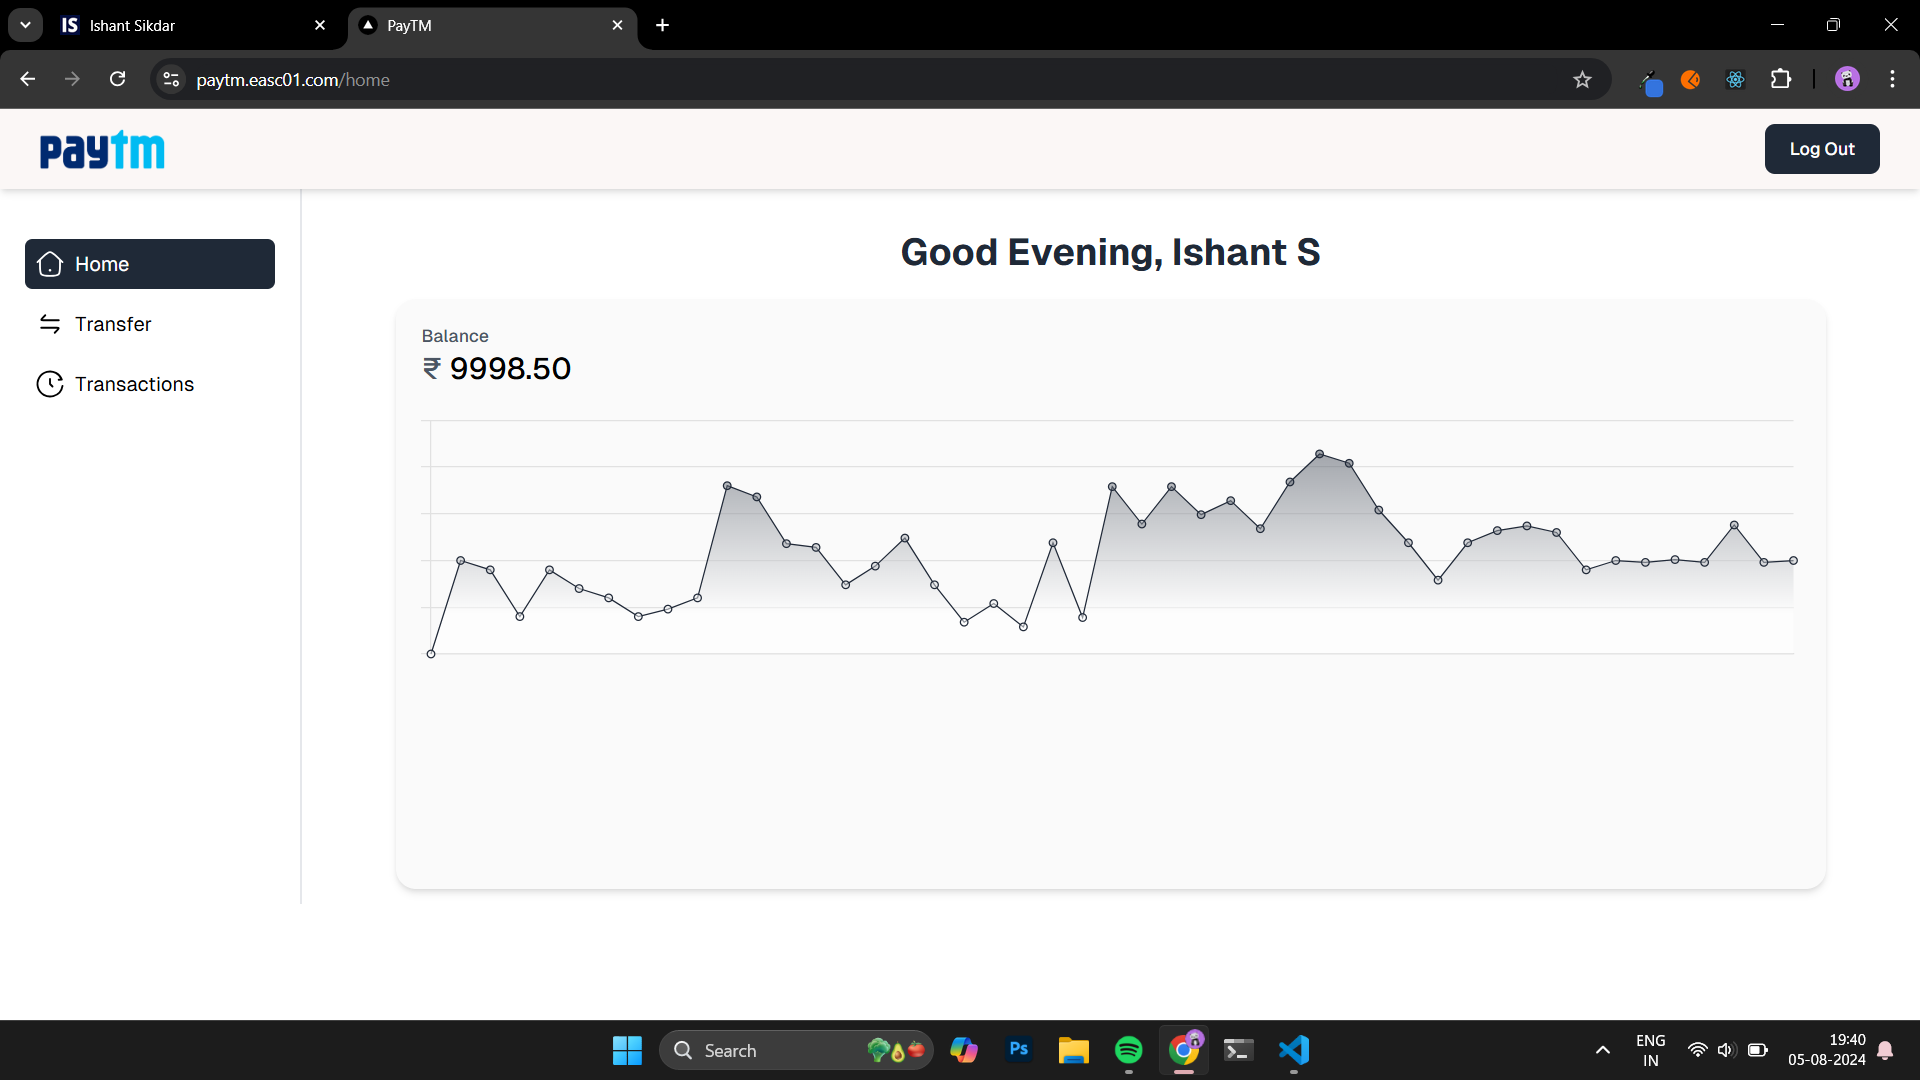 IS Ishant Sikdar
PayTM
paytm.easc01.com/home
paytm
Log Out
Home
Transfer
Transactions
Good Evening, Ishant S
Balance
₹ 9998.50
Search
Ps
ENG
IN
19:40
05-08-2024